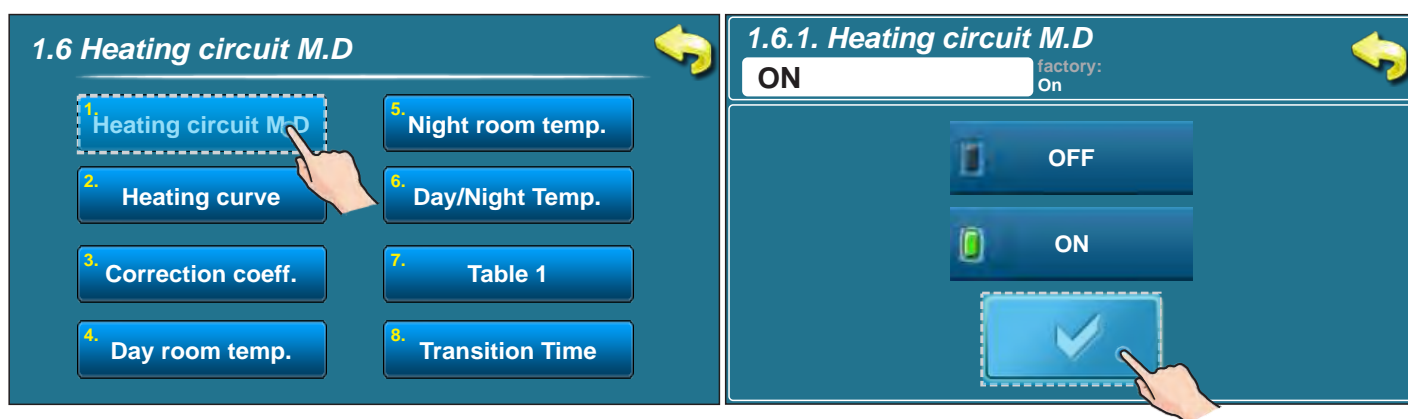 1.6 Heating circuit M.D
1. Heating circuit M.D
2. Heating curve
3. Correction coeff.
4. Day room temp.
5. Night room temp.
6. Day/Night Temp.
7. Table 1
8. Transition Time
1.6.1. Heating circuit M.D
ON
factory:
On
OFF
ON